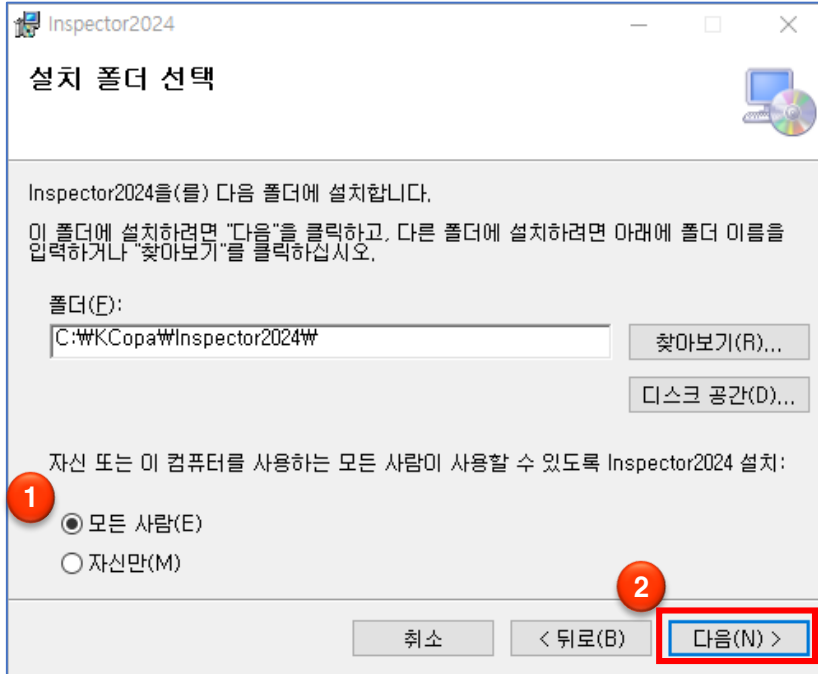 Inspector2024
설치 폴더 선택
Inspector2024을(를) 다음 폴더에 설치합니다.
이 폴더에 설치하려면 "다음"을 클릭하고, 다른 폴더에 설치하려면 아래에 폴더 이름을
입력하거나 "찾아보기"를 클릭하십시오.
폴더(F):
C:₩KCopa₩Inspector2024₩
찾아보기(R)...
디스크 공간(D)...
자신 또는 이 컴퓨터를 사용하는 모든 사람이 사용할 수 있도록 Inspector2024 설치:
1
모든 사람(E)
자신만(M)
2
취소
< 뒤로(B)
다음(N) >